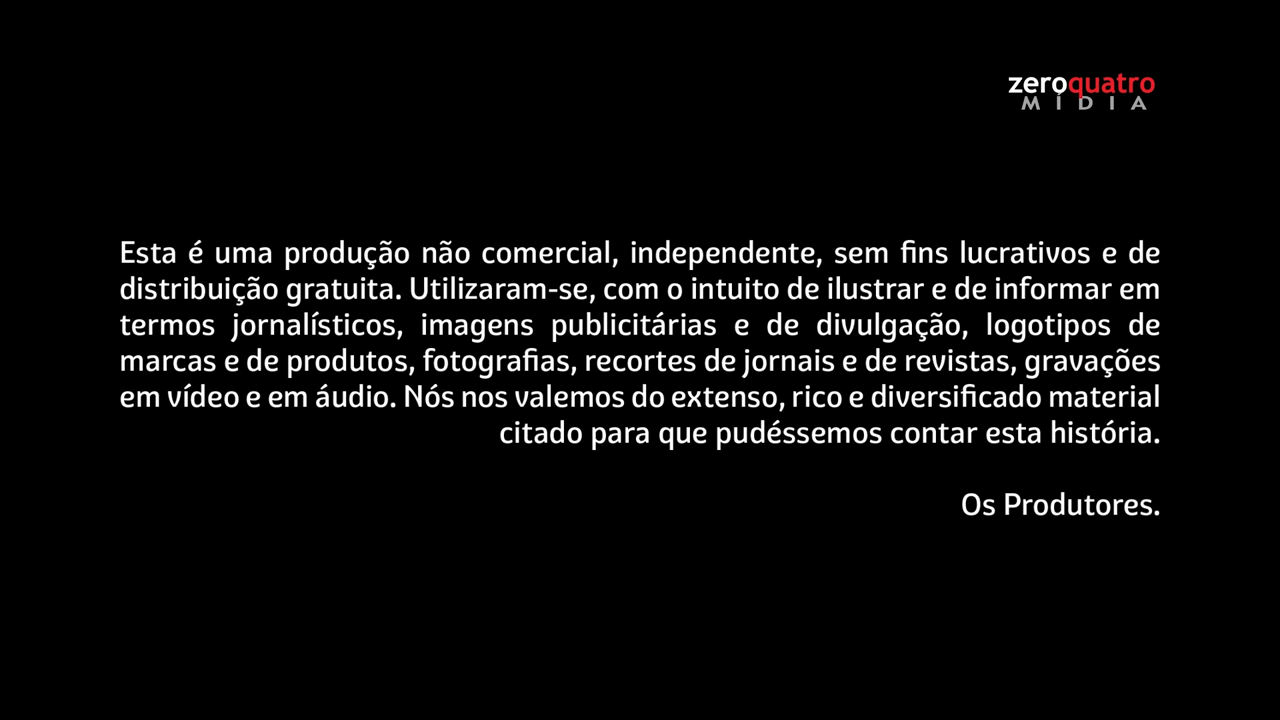 zeroquatro
MÍDIA
Esta é uma produção não comercial, independente, sem fins lucrativos e de
distribuição gratuita. Utilizaram-se, com o intuito de ilustrar e de informar em
termos jornalísticos, imagens publicitárias e de divulgação, logotipos de
marcas e de produtos, fotografias, recortes de jornais e de revistas, gravações
em vídeo e em áudio. Nós nos valemos do extenso, rico e diversificado material
citado para que pudéssemos contar esta história.
Os Produtores.